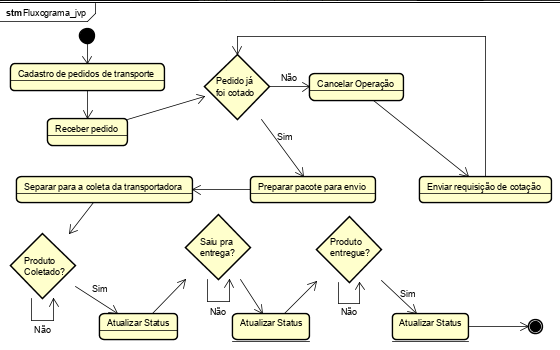 stm Fluxograma_jvp
Cadastro de pedidos de transporte
Pedido já
foi cotado
Não
Cancelar Operação
Receber pedido
Sim
Separar para a coleta da transportadora
Preparar pacote para envio
Enviar requisição de cotação
Produto
Coletado?
Sim
Não
Atualizar Status
Saiu pra
entrega?
Não
Atualizar Status
Produto
entregue?
Não
Sim
Atualizar Status